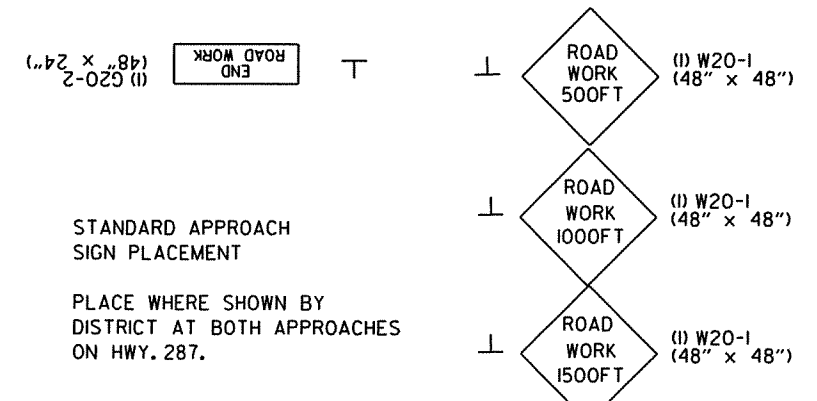 (1) G20-2
(48" x 24")
END
ROAD WORK
ROAD
WORK
500FT
(1) W20-1
(48" x 48")
ROAD
WORK
1000FT
(1) W20-1
(48" x 48")
STANDARD APPROACH
SIGN PLACEMENT
PLACE WHERE SHOWN BY
DISTRICT AT BOTH APPROACHES
ON HWY. 287.
ROAD
WORK
1500FT
(1) W20-1
(48" x 48")